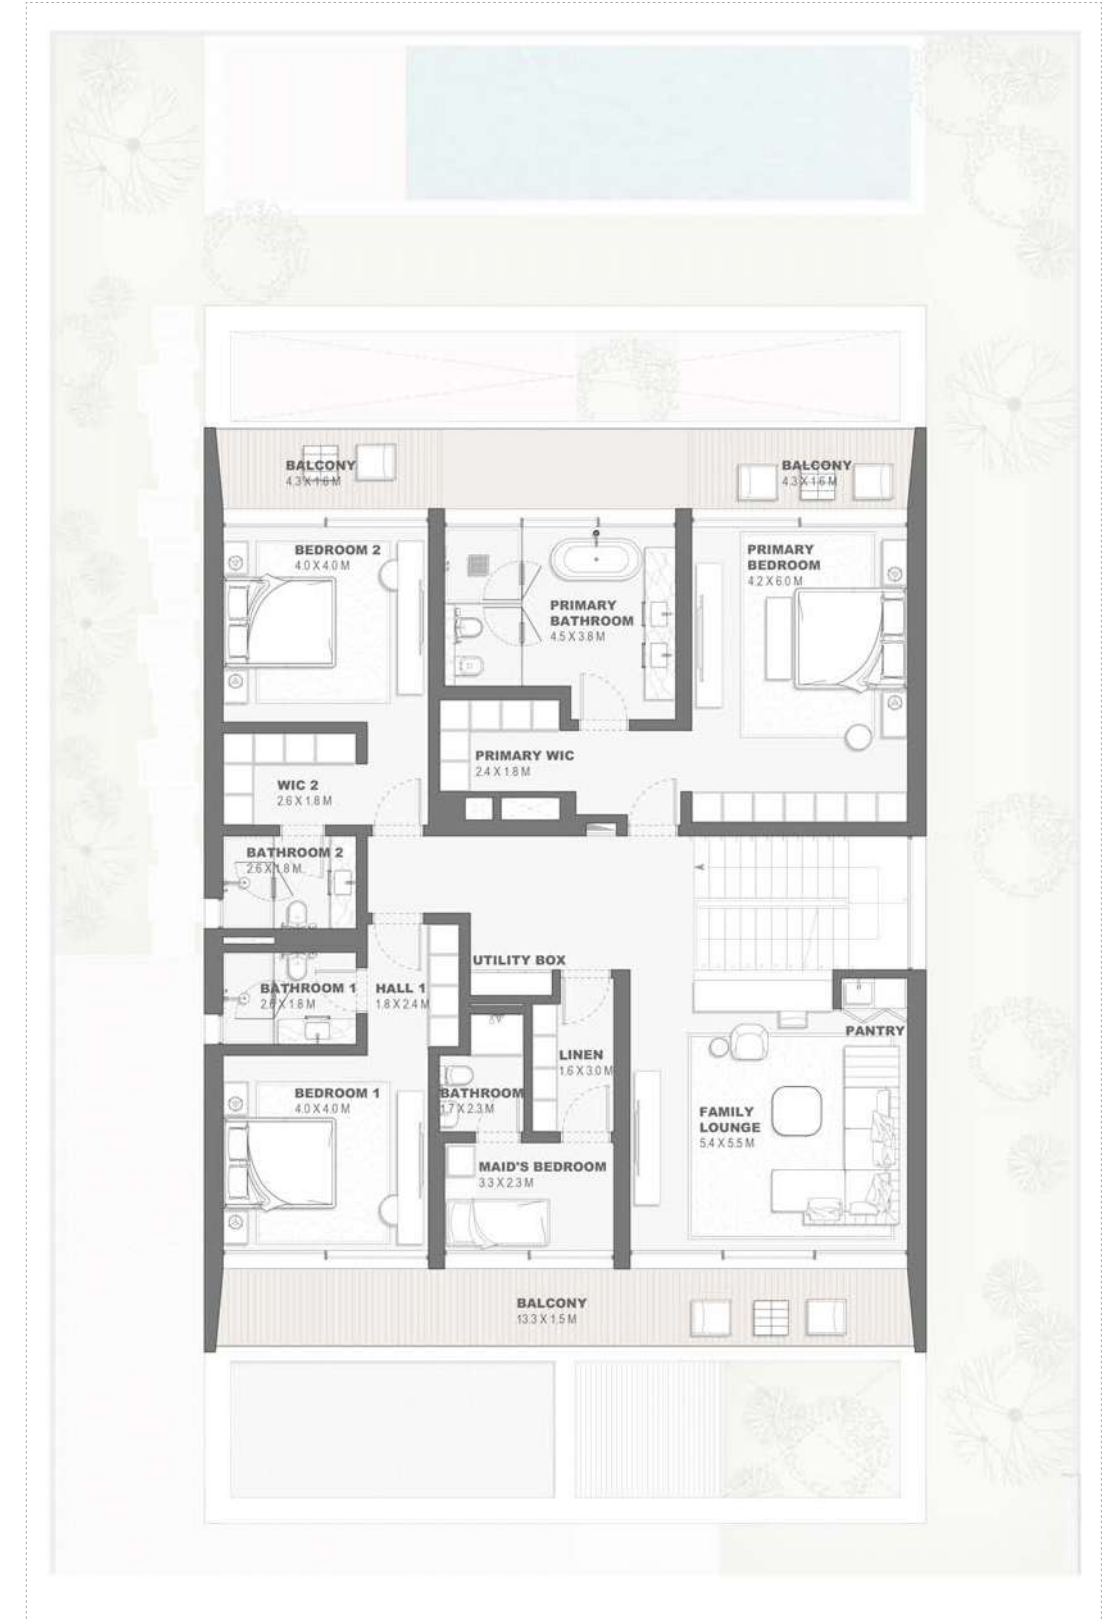 BALCONY
4.3 X 1.6 M
BALCONY
4.3 X 1.6 M
BEDROOM 2
4.0 X 4.0 M
PRIMARY
BEDROOM
4.2 X 6.0 M
PRIMARY
BATHROOM
4.5 X 3.8 M
PRIMARY WIC
2.4 X 1.8 M
WIC 2
2.6 X 1.8 M
BATHROOM 2
2.6 X 1.8 M
UTILITY BOX
BATHROOM 1
2.6 X 1.8 M
HALL 1
1.8 X 2.4 M
PANTRY
LINEN
1.6 X 3.0 M
BEDROOM 1
4.0 X 4.0 M
BATHROOM
1.7 X 2.3 M
FAMILY
LOUNGE
5.4 X 5.5 M
MAID'S BEDROOM
3.3 X 2.3 M
BALCONY
13.3 X 1.5 M